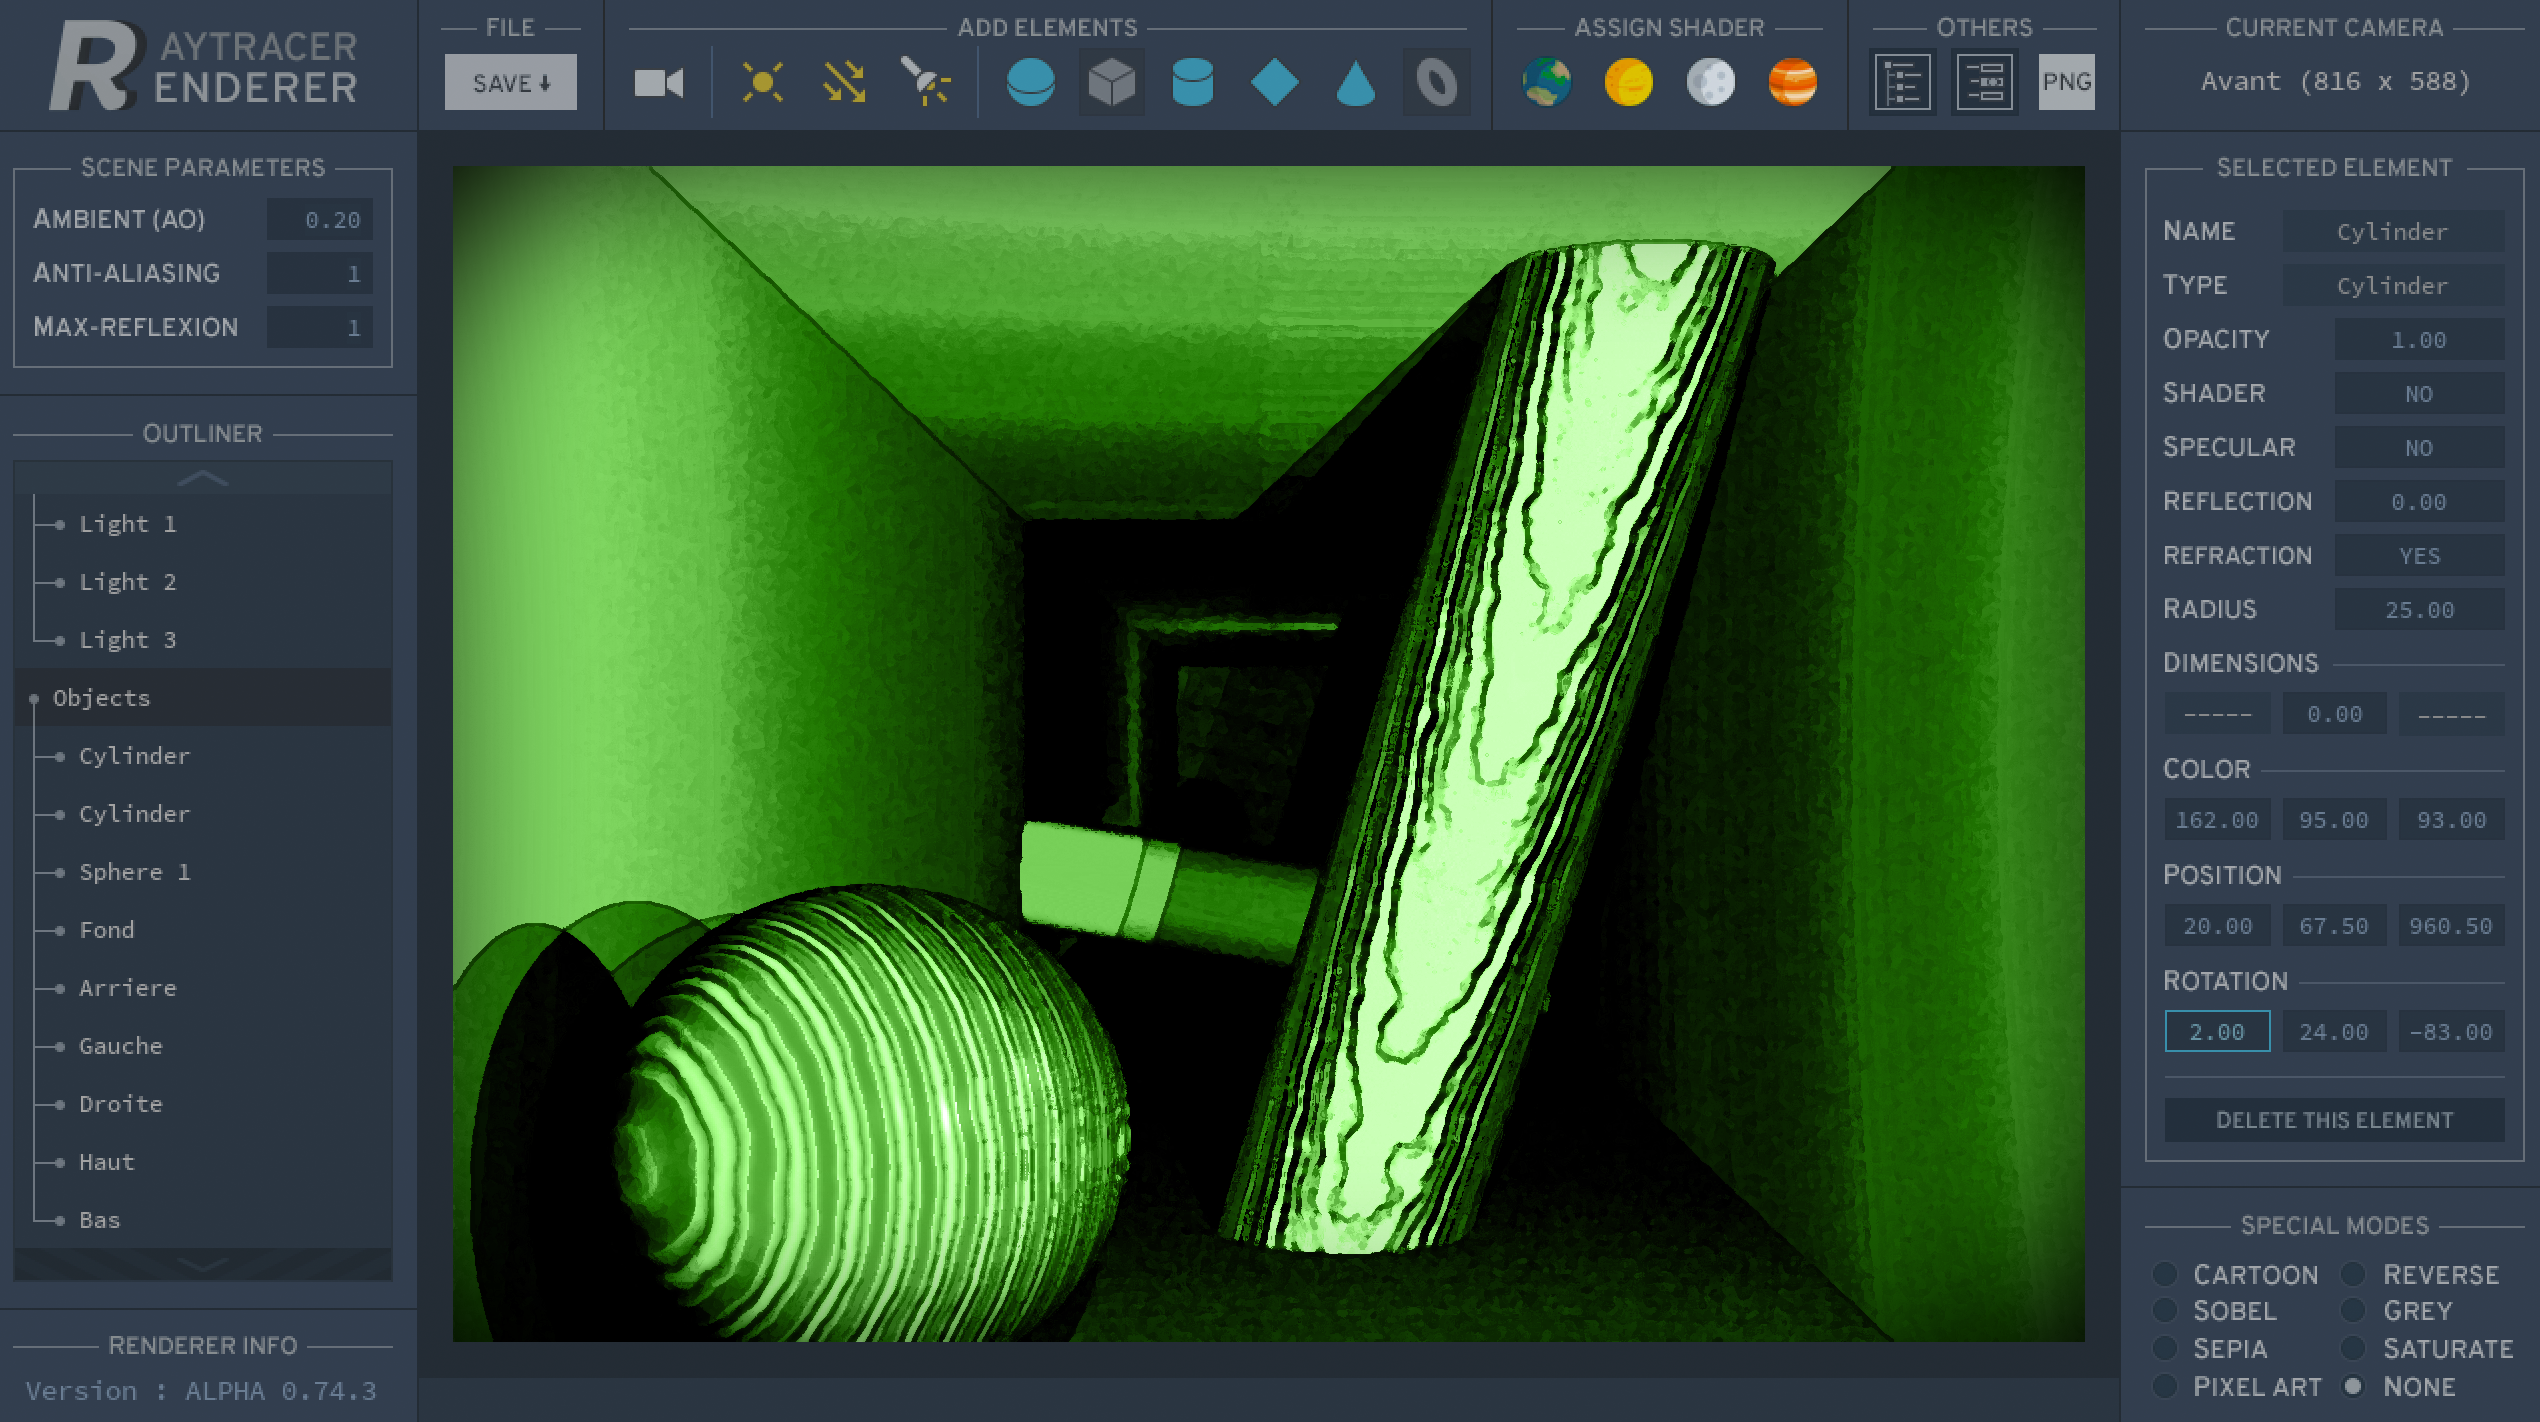 RAYTRACER
RENDERER
FILE
SAVE
ADD ELEMENTS
ASSIGN SHADER
OTHERS
PNG
CURRENT CAMERA
Avant (816 x 588)
SCENE PARAMETERS
AMBIENT (AO) 0.20
ANTI-ALIASING 1
MAX-REFLEXION 1
OUTLINER
Light 1
Light 2
Light 3
Objects
Cylinder
Cylinder
Sphere 1
Fond
Arriere
Gauche
Droite
Haut
Bas
RENDERER INFO
Version : ALPHA 0.74.3
SELECTED ELEMENT
NAME Cylinder
TYPE Cylinder
OPACITY 1.00
SHADER NO
SPECULAR NO
REFLECTION 0.00
REFRACTION YES
RADIUS 25.00
DIMENSIONS
----- 0.00 -----
COLOR
162.00 95.00 93.00
POSITION
20.00 67.50 960.50
ROTATION
2.00 24.00 -83.00
DELETE THIS ELEMENT
SPECIAL MODES
CARTOON REVERSE
SOBEL GREY
SEPIA SATURATE
PIXEL ART NONE